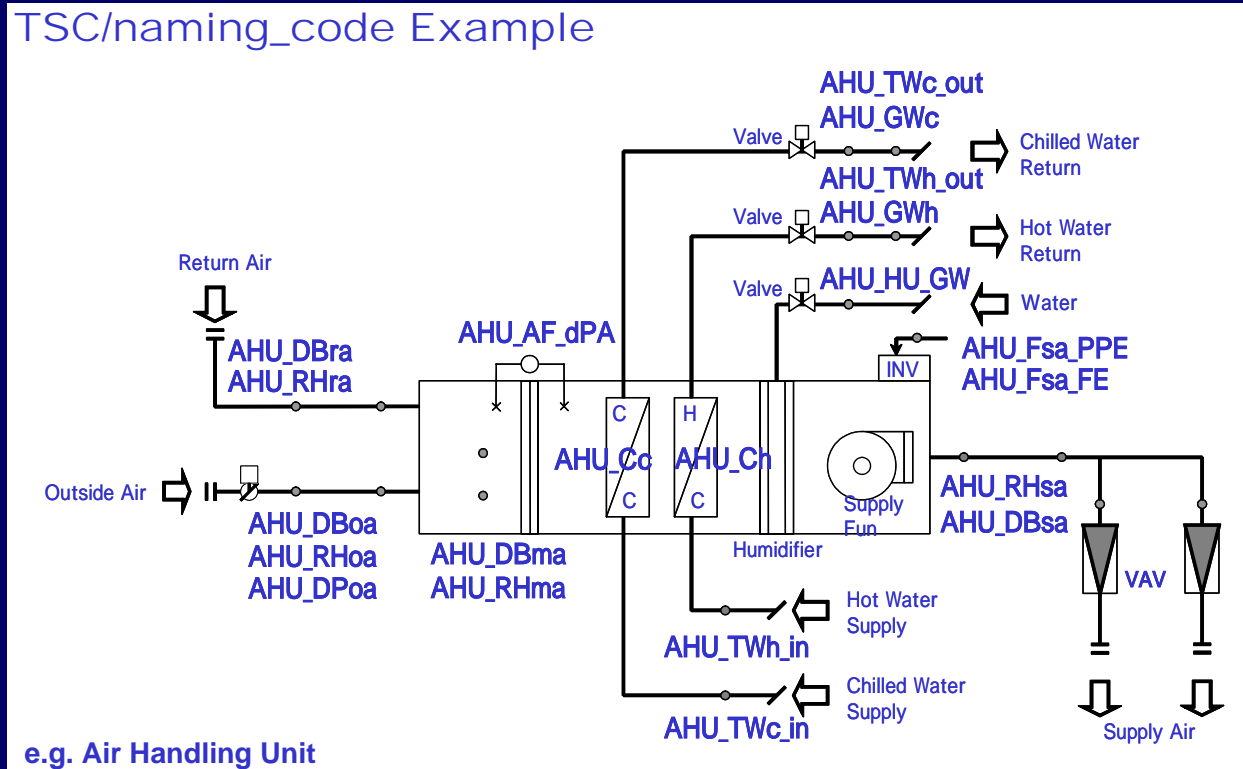 TSC/naming_code Example
AHU_TWc_out
AHU_GWc
Valve
Chilled Water
Return
AHU_TWh_out
AHU_GWh
Valve
Hot Water
Return
Return Air
AHU_HU_GW
Valve
Water
AHU_AF_dPA
AHU_DBra
AHU_RHra
AHU_Fsa_PPE
AHU_Fsa_FE
INV
C
H
AHU_Cc
AHU_Ch
C
C
Outside Air
AHU_DBoa
AHU_RHoa
AHU_DPoa
AHU_DBma
AHU_RHma
Humidifier
Supply
Fun
AHU_RHsa
AHU_DBsa
VAV
Hot Water
Supply
AHU_TWh_in
Chilled Water
Supply
AHU_TWc_in
Supply Air
e.g. Air Handling Unit